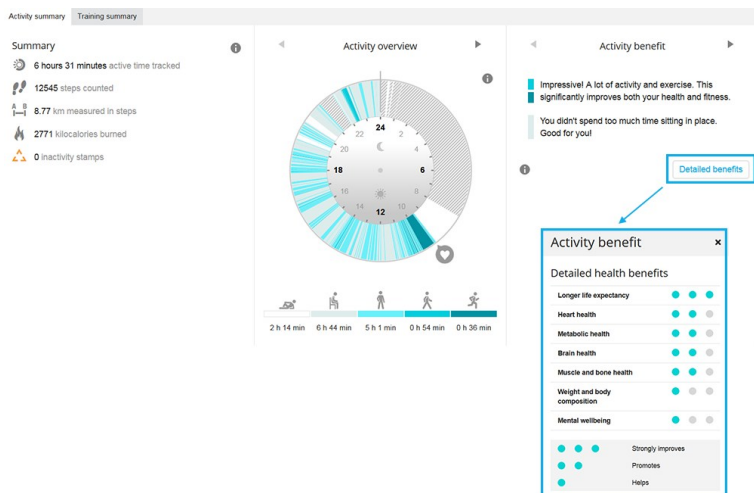 Activity summary
Training summary
Summary
6 hours 31 minutes active time tracked
12545 steps counted
A B
8.77 km measured in steps
2771 kilocalories burned
0 inactivity stamps
Activity overview
24
2
4
6
8
10
12
14
16
18
20
22
2 h 14 min
6 h 44 min
5 h 1 min
0 h 54 min
0 h 36 min
Activity benefit
Impressive! A lot of activity and exercise. This
significantly improves both your health and fitness.
You didn't spend too much time sitting in place.
Good for you!
Detailed benefits
Activity benefit
×
Detailed health benefits
Longer life expectancy
Heart health
Metabolic health
Brain health
Muscle and bone health
Weight and body
composition
Mental wellbeing
Strongly improves
Promotes
Helps